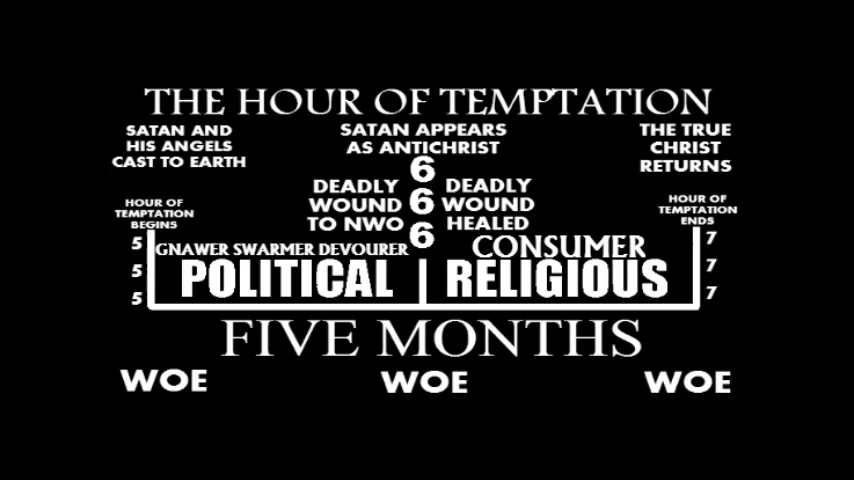 THE HOUR OF TEMPTATION
SATAN AND
HIS ANGELS
CAST TO EARTH
SATAN APPEARS
AS ANTICHRIST
THE TRUE
CHRIST
RETURNS
6
6
6
DEADLY
WOUND
TO NWO
DEADLY
WOUND
HEALED
HOUR OF
TEMPTATION
BEGINS
HOUR OF
TEMPTATION
ENDS
5
5
5
GNAWER SWARMER DEVOURER
POLITICAL
CONSUMER
RELIGIOUS
7
7
7
FIVE MONTHS
WOE
WOE
WOE